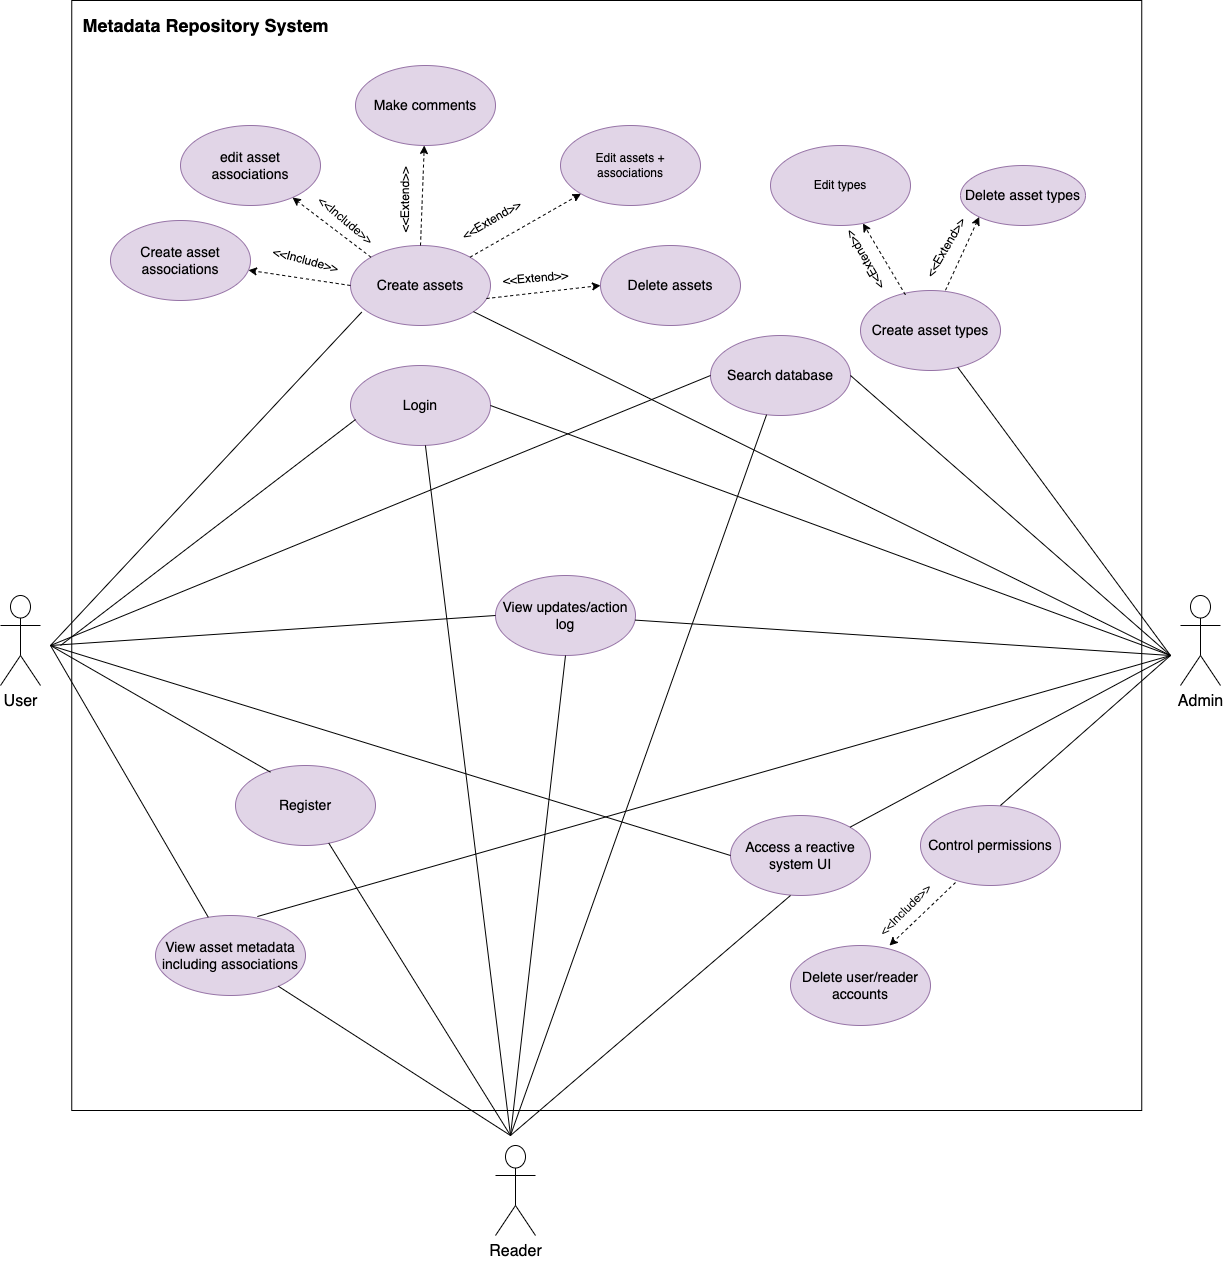 Metadata Repository System
Make comments
edit asset
associations
Edit assets +
associations
Edit types
Delete asset types
<<Extend>>
<<Include>>
<<Extend>>
<<Extend>>
<<Extend>>
Create asset
associations
<<Include>>
Create assets
<<Extend>>
Delete assets
Create asset types
Search database
Login
View updates/action
log
User
Admin
Register
Access a reactive
system UI
Control permissions
<<Include>>
View asset metadata
including associations
Delete user/reader
accounts
Reader